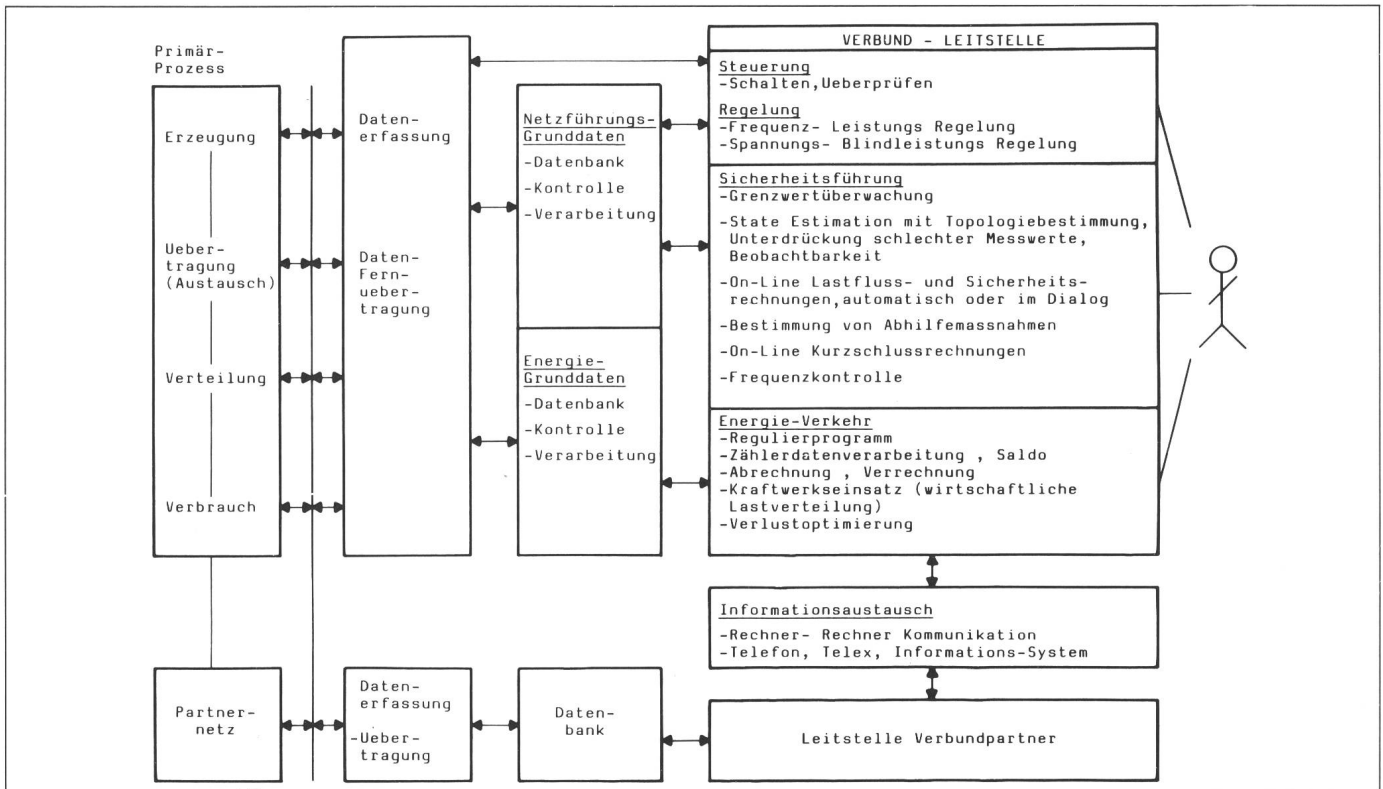 Primär-
Prozess
Erzeugung
Ueber-
tragung
(Austausch)
Verteilung
Verbrauch
Partner-
netz
Daten-
erfassung
Daten-
Fern-
ueber-
tragung
Daten-
erfassung
-Ueber-
tragung
Netzführungs-
Grunddaten
-Datenbank
-Kontrolle
-Verarbeitung
Energie-
Grunddaten
-Datenbank
-Kontrolle
-Verarbeitung
Daten-
bank
VERBUND - LEITSTELLE
Steuerung
-Schalten,Ueberprüfen
Regelung
-Frequenz- Leistungs Regelung
-Spannungs- Blindleistungs Regelung
Sicherheitsführung
-Grenzwertüberwachung
-State Estimation mit Topologiebestimmung,
Unterdrückung schlechter Messwerte,
Beobachtbarkeit
-On-Line Lastfluss- und Sicherheits-
rechnungen,automatisch oder im Dialog
-Bestimmung von Abhilfemassnahmen
-On-Line Kurzschlussrechnungen
-Frequenzkontrolle
Energie-Verkehr
-Regulierprogramm
-Zählerdatenverarbeitung , Saldo
-Abrechnung , Verrechnung
-Kraftwerkseinsatz (wirtschaftliche
Lastverteilung)
-Verlustoptimierung
Informationsaustausch
-Rechner- Rechner Kommunikation
-Telefon, Telex, Informations-System
Leitstelle Verbundpartner